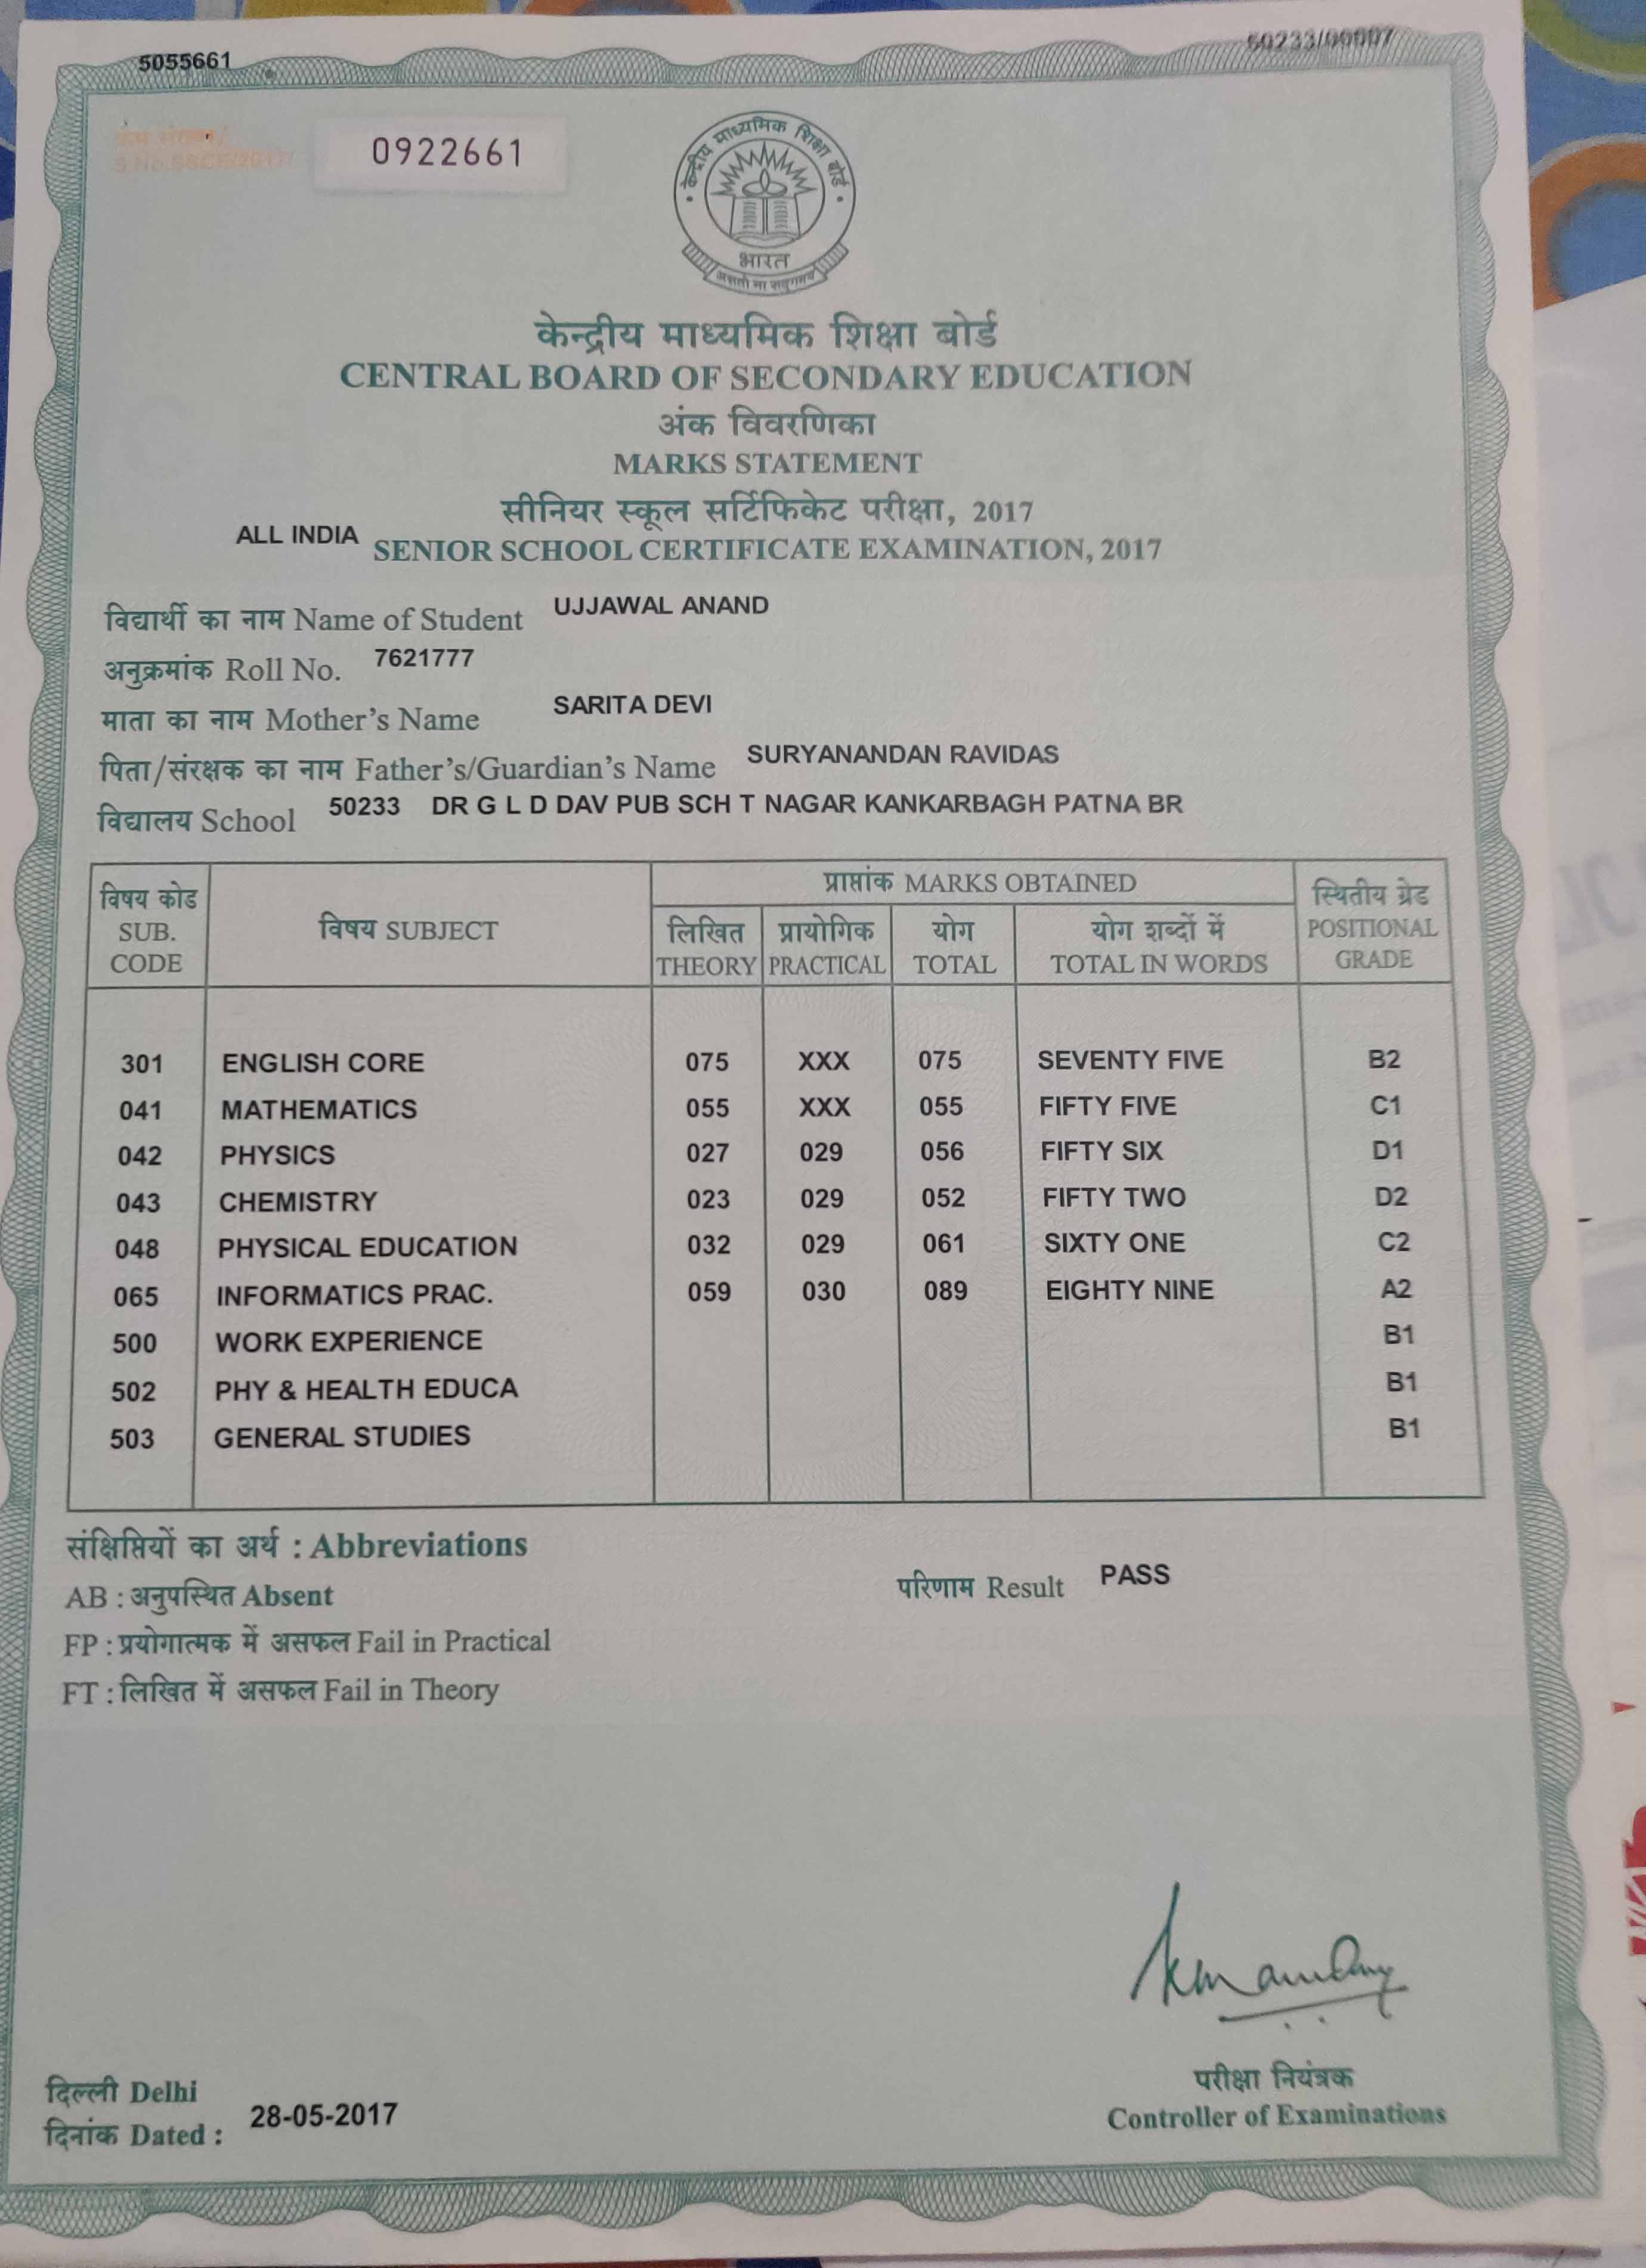 5055661
50233/00007
क्रम संख्या/
S.No.SSCE/2017/
0922661
केन्द्रीय माध्यमिक शिक्षा बोर्ड
भारत
असतो मा सद्गमय
केन्द्रीय माध्यमिक शिक्षा बोर्ड
CENTRAL BOARD OF SECONDARY EDUCATION
अंक विवरणिका
MARKS STATEMENT
सीनियर स्कूल सर्टिफिकेट परीक्षा, 2017
ALL INDIA SENIOR SCHOOL CERTIFICATE EXAMINATION, 2017
विद्यार्थी का नाम Name of Student UJJAWAL ANAND
अनुक्रमांक Roll No. 7621777
माता का नाम Mother's Name SARITA DEVI
पिता/संरक्षक का नाम Father's/Guardian's Name SURYANANDAN RAVIDAS
विद्यालय School 50233 DR G L D DAV PUB SCH T NAGAR KANKARBAGH PATNA BR
विषय कोड SUB. CODE
विषय SUBJECT
प्राप्तांक MARKS OBTAINED
स्थितीय ग्रेड POSITIONAL GRADE
लिखित THEORY
प्रायोगिक PRACTICAL
योग TOTAL
योग शब्दों में TOTAL IN WORDS
301 ENGLISH CORE 075 XXX 075 SEVENTY FIVE B2
041 MATHEMATICS 055 XXX 055 FIFTY FIVE C1
042 PHYSICS 027 029 056 FIFTY SIX D1
043 CHEMISTRY 023 029 052 FIFTY TWO D2
048 PHYSICAL EDUCATION 032 029 061 SIXTY ONE C2
065 INFORMATICS PRAC. 059 030 089 EIGHTY NINE A2
500 WORK EXPERIENCE B1
502 PHY & HEALTH EDUCA B1
503 GENERAL STUDIES B1
संक्षिप्तियों का अर्थ : Abbreviations
AB : अनुपस्थित Absent
परिणाम Result PASS
FP : प्रयोगात्मक में असफल Fail in Practical
FT : लिखित में असफल Fail in Theory
परीक्षा नियंत्रक
Controller of Examinations
दिल्ली Delhi
दिनांक Dated : 28-05-2017